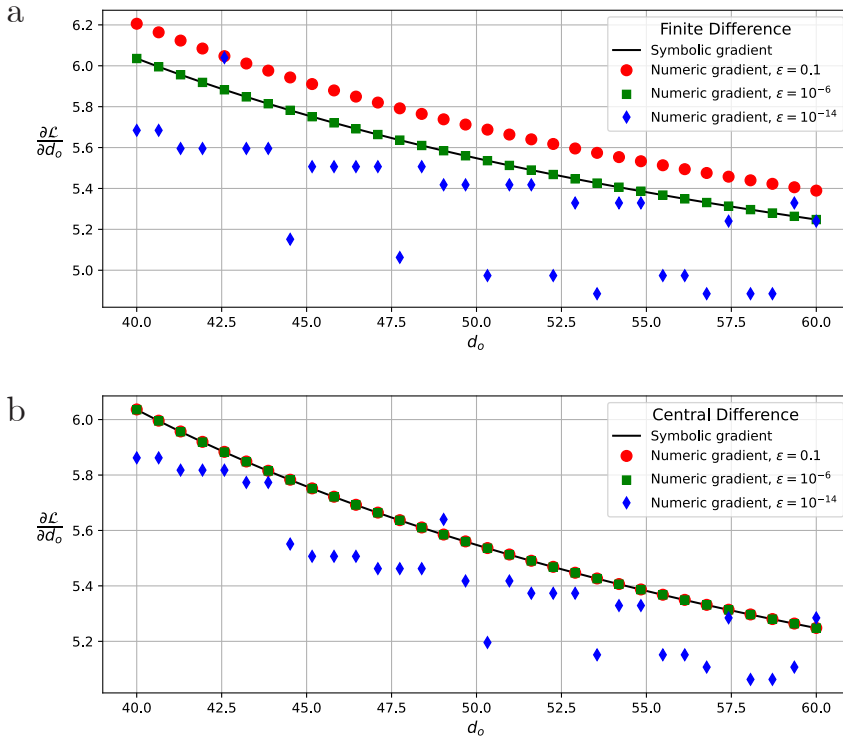 a
Finite Difference
Symbolic gradient
Numeric gradient, ε = 0.1
Numeric gradient, ε = 10⁻⁶
Numeric gradient, ε = 10⁻¹⁴
6.2
6.0
5.8
5.6
5.4
5.2
5.0
∂ℒ
∂dₒ
40.0 42.5 45.0 47.5 50.0 52.5 55.0 57.5 60.0
dₒ
b
Central Difference
Symbolic gradient
Numeric gradient, ε = 0.1
Numeric gradient, ε = 10⁻⁶
Numeric gradient, ε = 10⁻¹⁴
6.0
5.8
5.6
5.4
5.2
∂ℒ
∂dₒ
40.0 42.5 45.0 47.5 50.0 52.5 55.0 57.5 60.0
dₒ